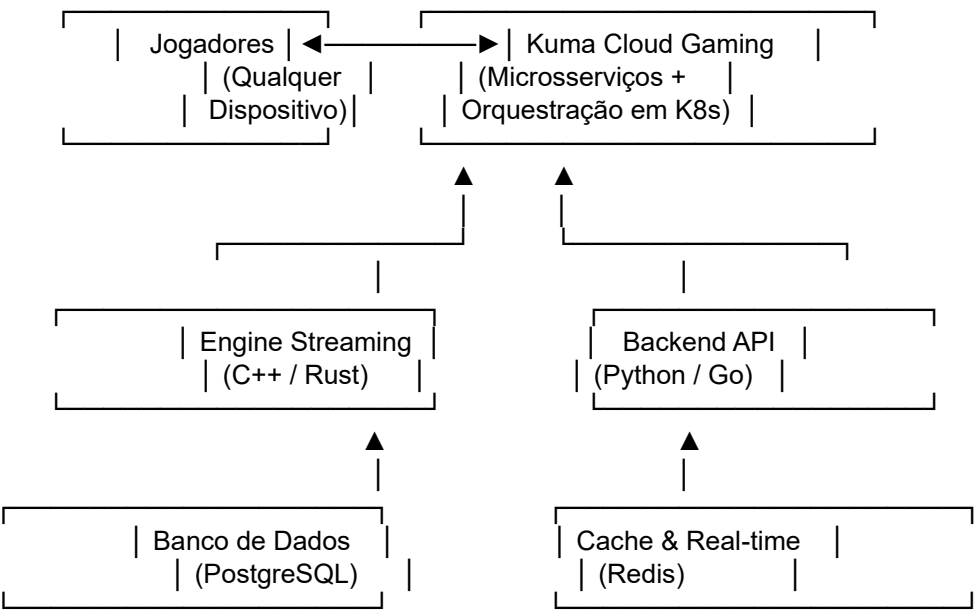 Jogadores
(Qualquer
Dispositivo)
Kuma Cloud Gaming
(Microsserviços +
Orquestração em K8s)
Engine Streaming
(C++ / Rust)
Backend API
(Python / Go)
Banco de Dados
(PostgreSQL)
Cache & Real-time
(Redis)